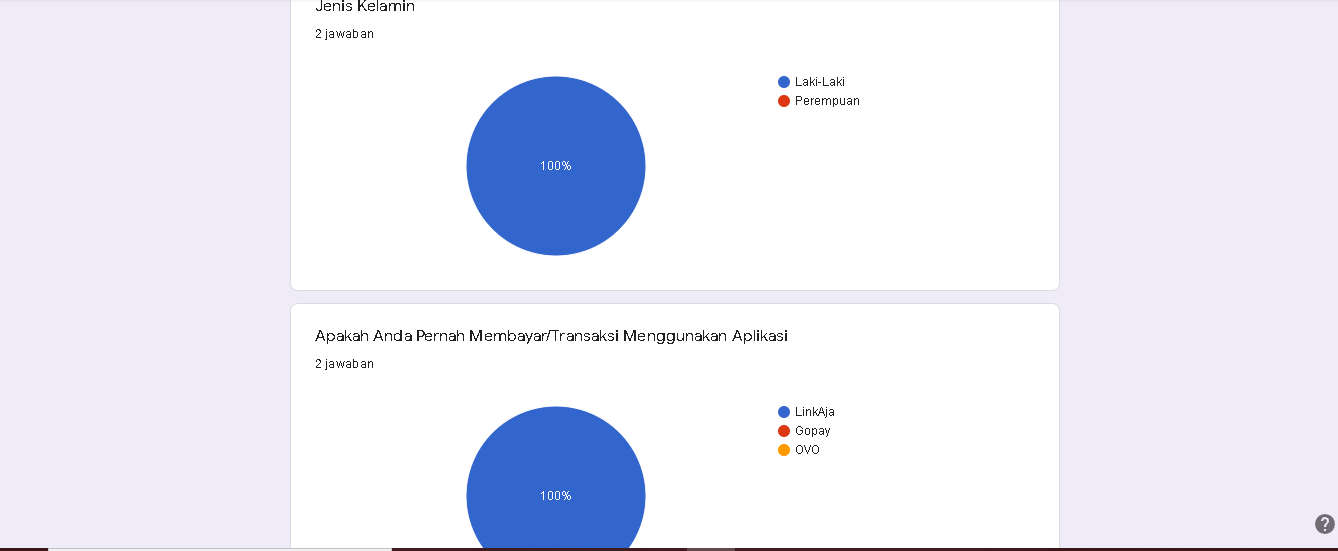 Jenis Kelamin
2 jawaban
Laki-Laki
Perempuan
100%
Apakah Anda Pernah Membayar/Transaksi Menggunakan Aplikasi
2 jawaban
LinkAja
Gopay
OVO
100%
?